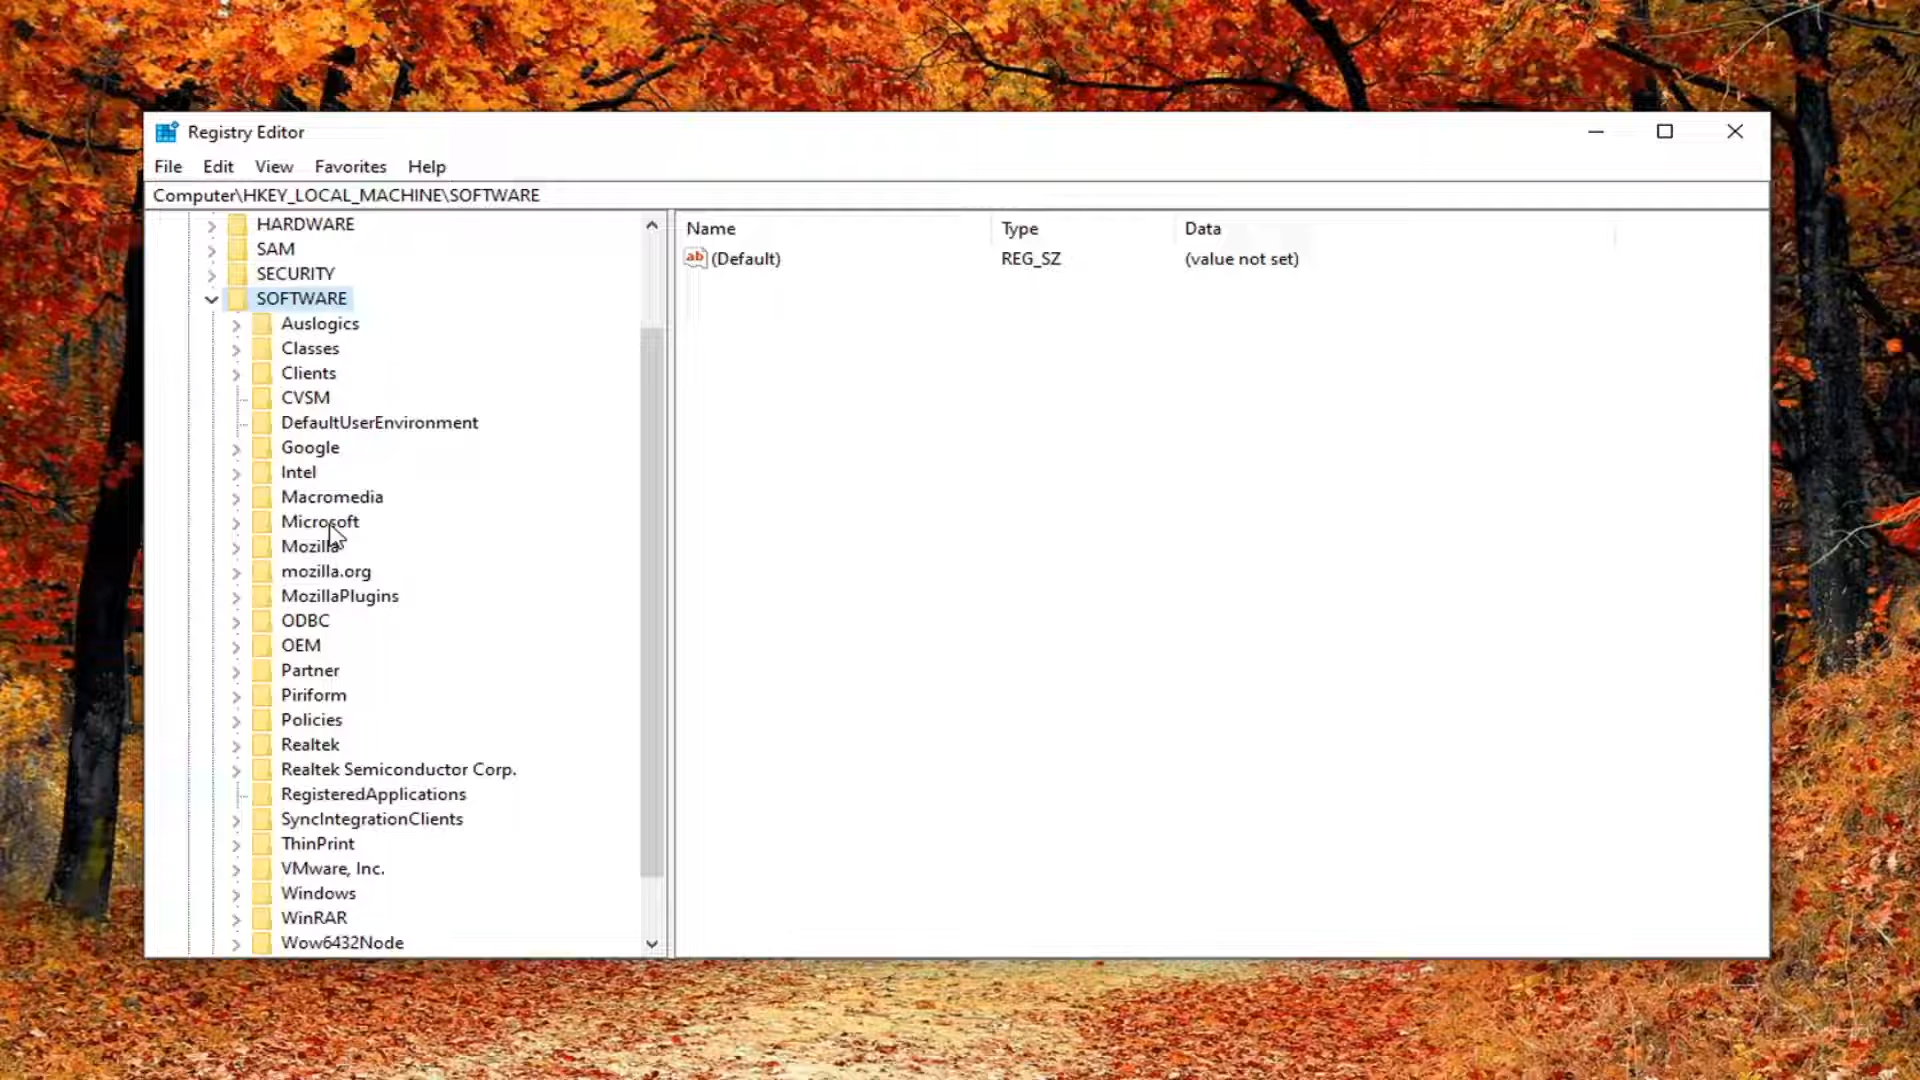 Registry Editor
File Edit View Favorites Help
Computer\HKEY_LOCAL_MACHINE\SOFTWARE
HARDWARE
SAM
SECURITY
SOFTWARE
Auslogics
Classes
Clients
CVSM
DefaultUserEnvironment
Google
Intel
Macromedia
Microsoft
Mozilla
mozilla.org
MozillaPlugins
ODBC
OEM
Partner
Piriform
Policies
Realtek
Realtek Semiconductor Corp.
RegisteredApplications
SyncIntegrationClients
ThinPrint
VMware, Inc.
Windows
WinRAR
Wow6432Node
Name Type Data
ab (Default) REG_SZ (value not set)